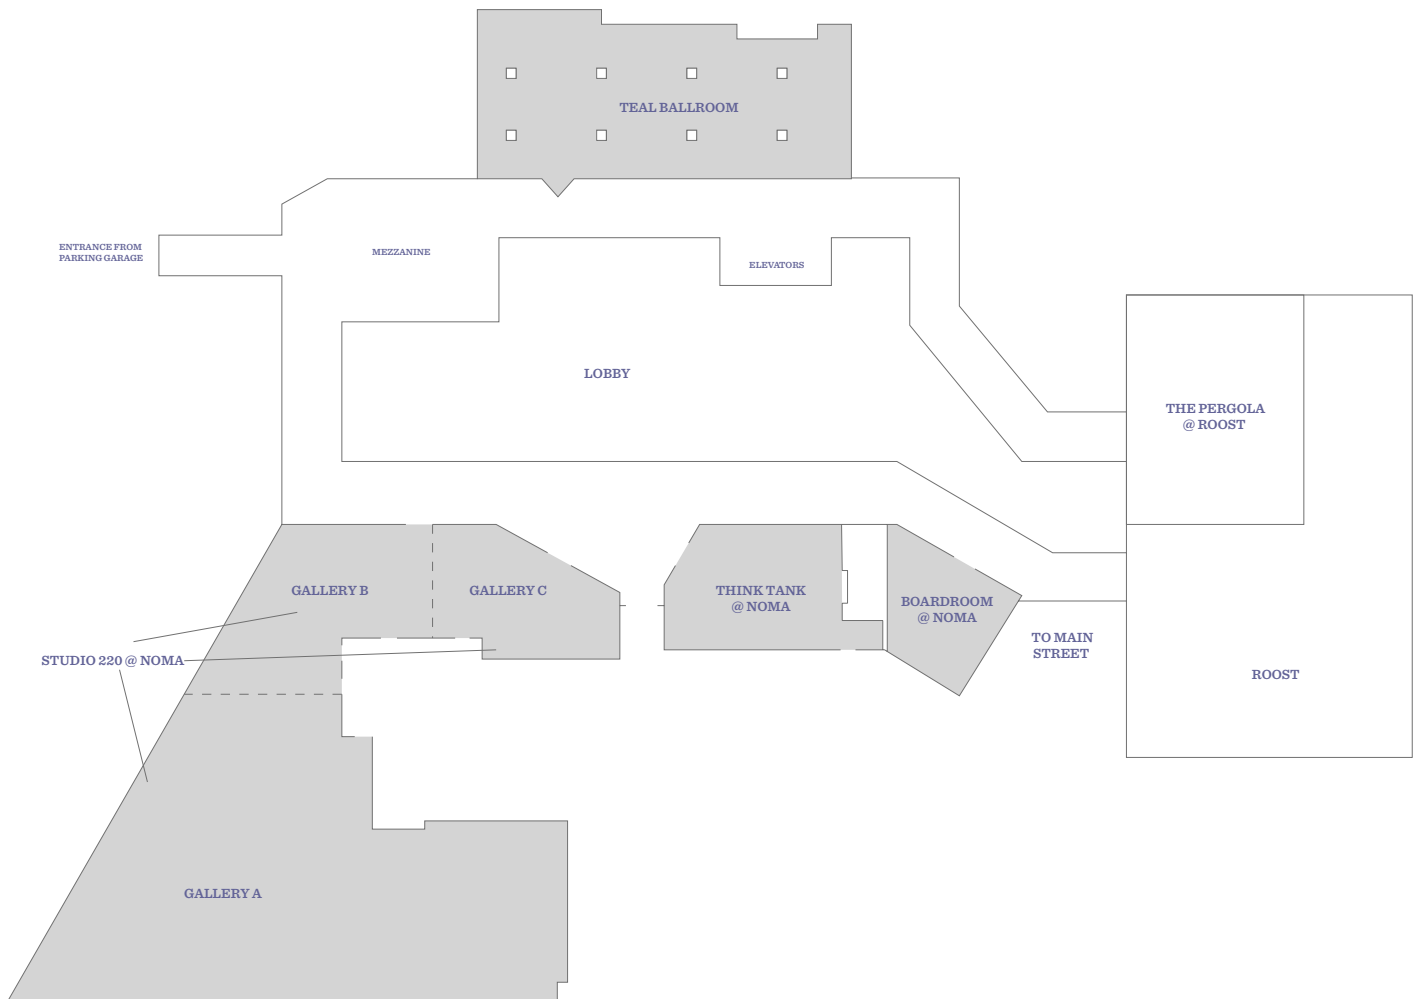 TEAL BALLROOM
ENTRANCE FROM
PARKING GARAGE
MEZZANINE
ELEVATORS
LOBBY
THE PERGOLA
@ ROOST
GALLERY B
GALLERY C
THINK TANK
@ NOMA
BOARDROOM
@ NOMA
TO MAIN
STREET
STUDIO 220 @ NOMA
ROOST
GALLERY A